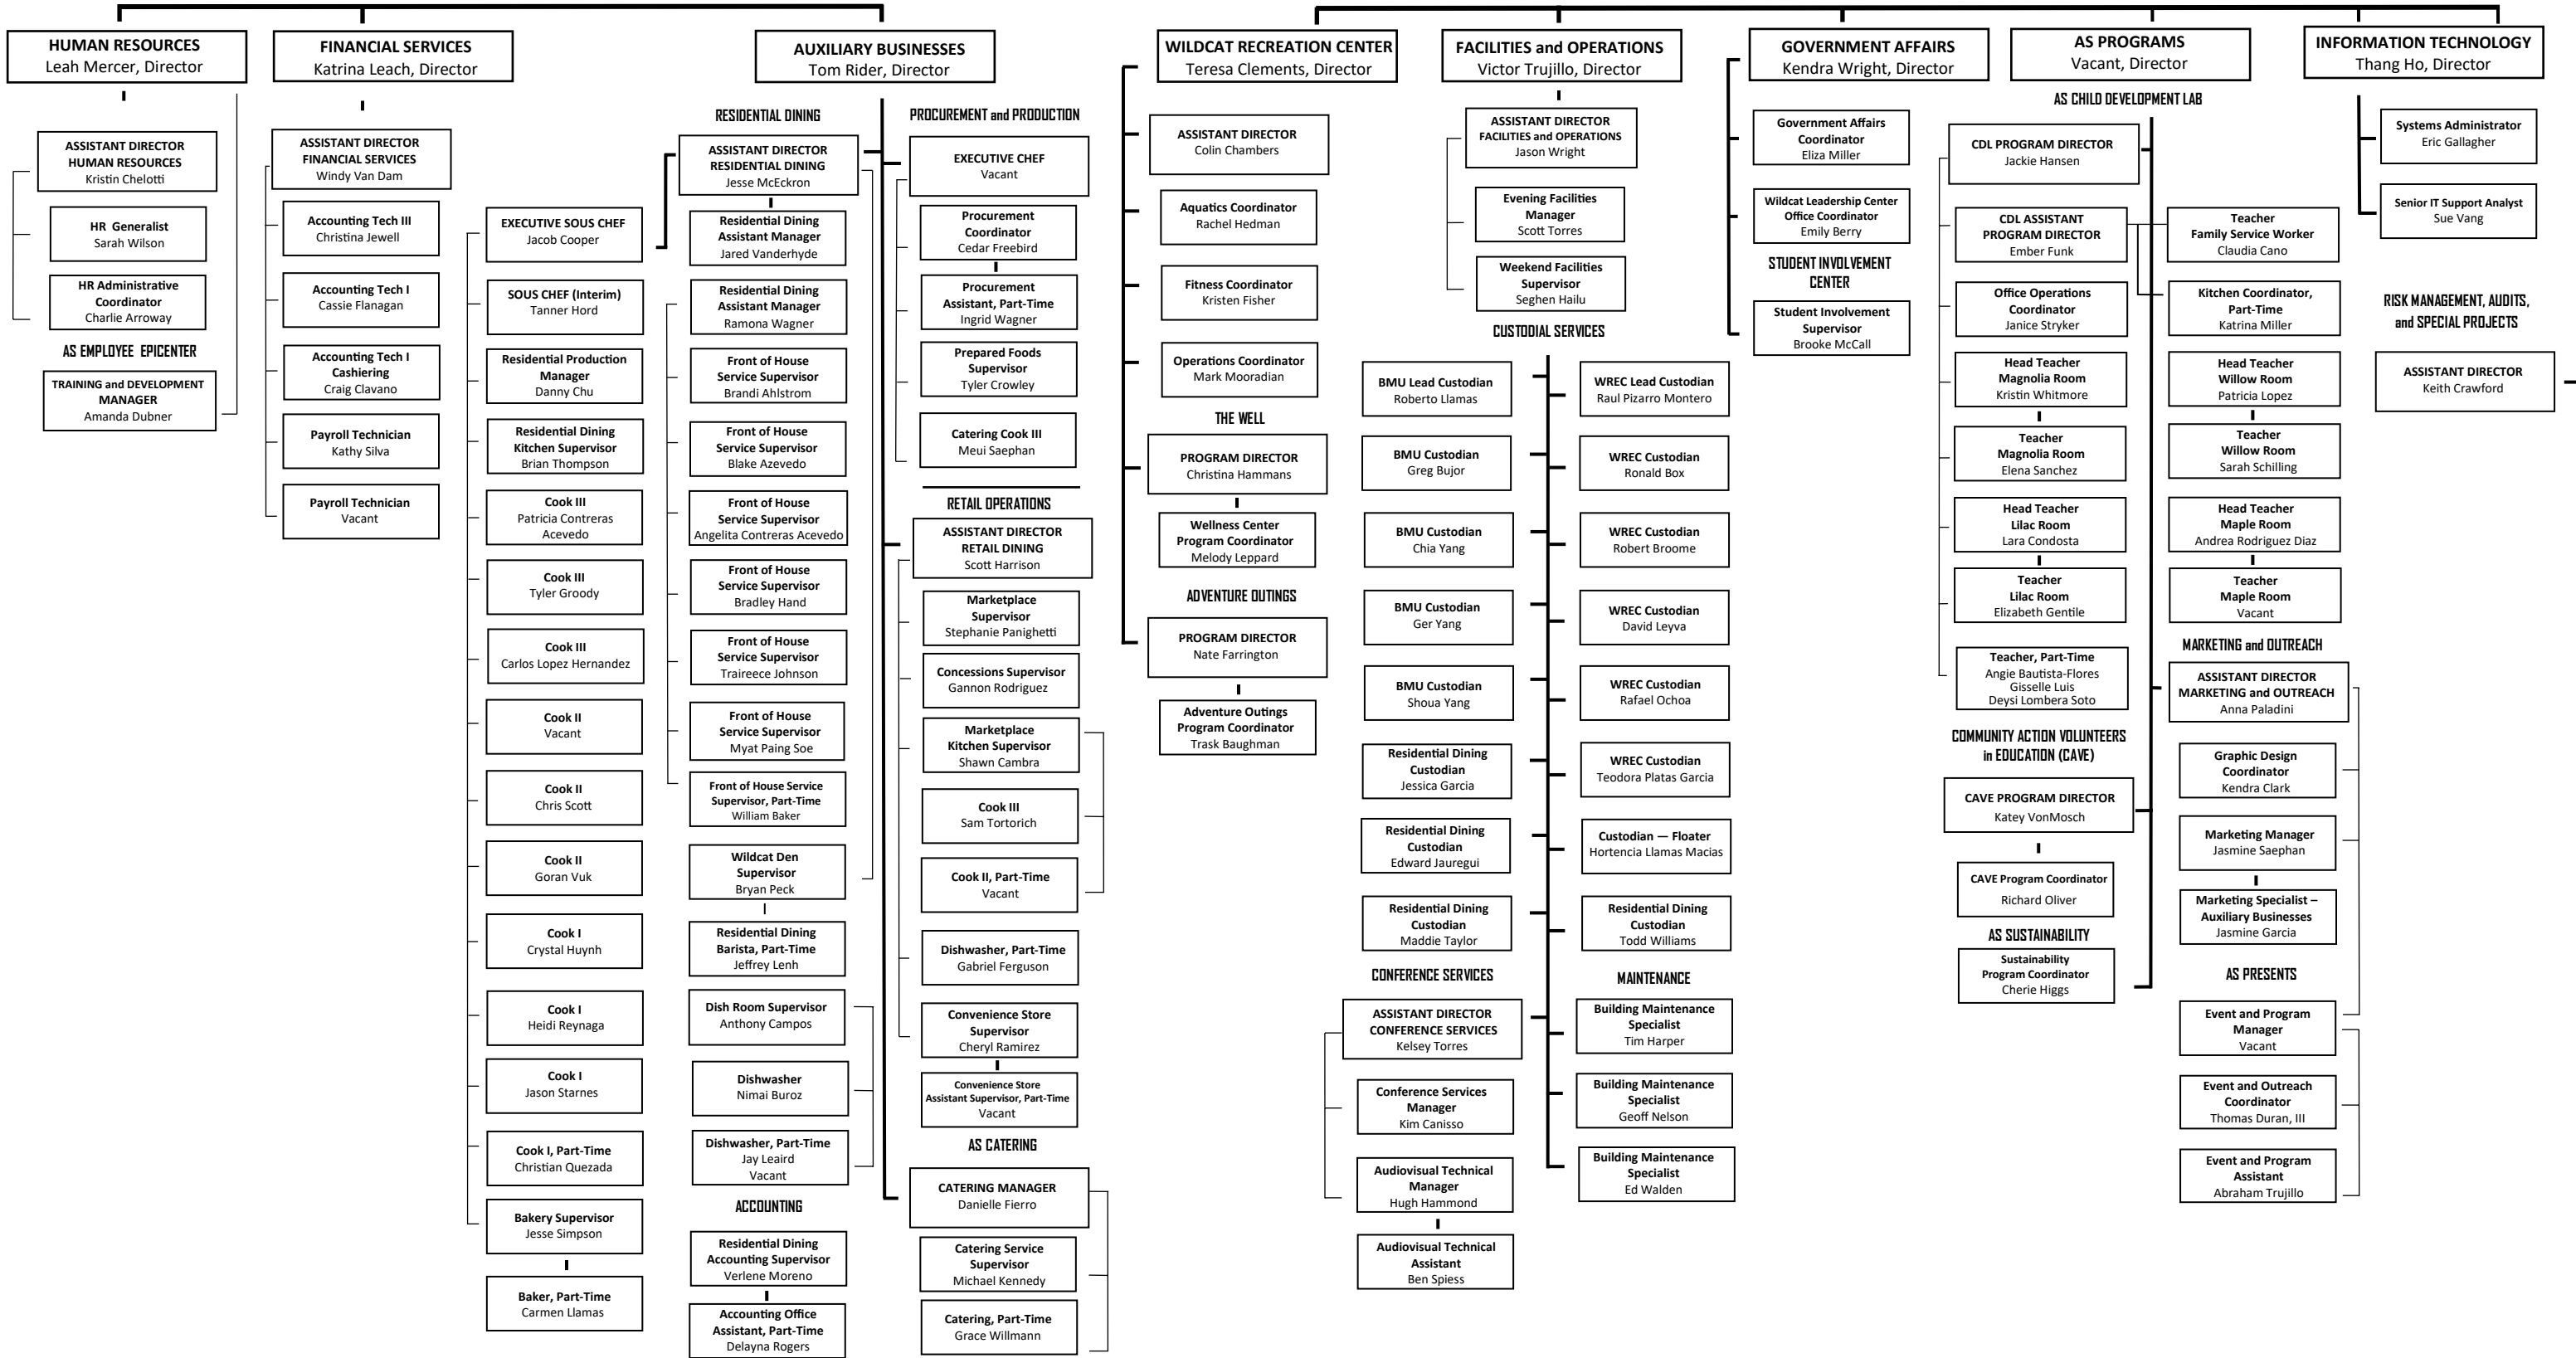 HUMAN RESOURCES
Leah Mercer, Director
ASSISTANT DIRECTOR
HUMAN RESOURCES
Kristin Chelotti
HR Generalist
Sarah Wilson
HR Administrative
Coordinator
Charlie Arroway
AS EMPLOYEE EPICENTER
TRAINING and DEVELOPMENT
MANAGER
Amanda Dubner
FINANCIAL SERVICES
Katrina Leach, Director
ASSISTANT DIRECTOR
FINANCIAL SERVICES
Windy Van Dam
Accounting Tech III
Christina Jewell
Accounting Tech I
Cassie Flanagan
Accounting Tech I
Cashiering
Craig Clavano
Payroll Technician
Kathy Silva
Payroll Technician
Vacant
AUXILIARY BUSINESSES
Tom Rider, Director
EXECUTIVE SOUS CHEF
Jacob Cooper
SOUS CHEF (Interim)
Tanner Hord
Residential Production
Manager
Danny Chu
Residential Dining
Kitchen Supervisor
Brian Thompson
Cook III
Patricia Contreras
Acevedo
Cook III
Tyler Groody
Cook III
Carlos Lopez Hernandez
Cook II
Vacant
Cook II
Chris Scott
Cook II
Goran Vuk
Cook I
Crystal Huynh
Cook I
Heidi Reynaga
Cook I
Jason Starnes
Cook I, Part-Time
Christian Quezada
Bakery Supervisor
Jesse Simpson
Baker, Part-Time
Carmen Llamas
RESIDENTIAL DINING
ASSISTANT DIRECTOR
RESIDENTIAL DINING
Jesse McEckron
Residential Dining
Assistant Manager
Jared Vanderhyde
Residential Dining
Assistant Manager
Ramona Wagner
Front of House
Service Supervisor
Brandi Ahlstrom
Front of House
Service Supervisor
Blake Azevedo
Front of House
Service Supervisor
Angelita Contreras Acevedo
Front of House
Service Supervisor
Bradley Hand
Front of House
Service Supervisor
Traireece Johnson
Front of House
Service Supervisor
Myat Paing Soe
Front of House Service
Supervisor, Part-Time
William Baker
Wildcat Den
Supervisor
Bryan Peck
Residential Dining
Barista, Part-Time
Jeffrey Lenh
Dish Room Supervisor
Anthony Campos
Dishwasher
Nimai Buroz
Dishwasher, Part-Time
Jay Leaird
Vacant
ACCOUNTING
Residential Dining
Accounting Supervisor
Verlene Moreno
Accounting Office
Assistant, Part-Time
Delayna Rogers
PROCUREMENT and PRODUCTION
EXECUTIVE CHEF
Vacant
Procurement
Coordinator
Cedar Freebird
Procurement
Assistant, Part-Time
Ingrid Wagner
Prepared Foods
Supervisor
Tyler Crowley
Catering Cook III
Meui Saephan
RETAIL OPERATIONS
ASSISTANT DIRECTOR
RETAIL DINING
Scott Harrison
Marketplace
Supervisor
Stephanie Panighetti
Concessions Supervisor
Gannon Rodriguez
Marketplace
Kitchen Supervisor
Shawn Cambra
Cook III
Sam Tortorich
Cook II, Part-Time
Vacant
Dishwasher, Part-Time
Gabriel Ferguson
Convenience Store
Supervisor
Cheryl Ramirez
Convenience Store
Assistant Supervisor, Part-Time
Vacant
AS CATERING
CATERING MANAGER
Danielle Fierro
Catering Service
Supervisor
Michael Kennedy
Catering, Part-Time
Grace Willmann
WILDCAT RECREATION CENTER
Teresa Clements, Director
ASSISTANT DIRECTOR
Colin Chambers
Aquatics Coordinator
Rachel Hedman
Fitness Coordinator
Kristen Fisher
Operations Coordinator
Mark Mooradian
THE WELL
PROGRAM DIRECTOR
Christina Hammans
Wellness Center
Program Coordinator
Melody Leppard
ADVENTURE OUTINGS
PROGRAM DIRECTOR
Nate Farrington
Adventure Outings
Program Coordinator
Trask Baughman
FACILITIES and OPERATIONS
Victor Trujillo, Director
ASSISTANT DIRECTOR
FACILITIES and OPERATIONS
Jason Wright
Evening Facilities
Manager
Scott Torres
Weekend Facilities
Supervisor
Seghen Hailu
CUSTODIAL SERVICES
BMU Lead Custodian
Roberto Llamas
BMU Custodian
Greg Bujor
BMU Custodian
Chia Yang
BMU Custodian
Ger Yang
BMU Custodian
Shoua Yang
Residential Dining
Custodian
Jessica Garcia
Residential Dining
Custodian
Edward Jauregui
Residential Dining
Custodian
Maddie Taylor
CONFERENCE SERVICES
ASSISTANT DIRECTOR
CONFERENCE SERVICES
Kelsey Torres
Conference Services
Manager
Kim Canisso
Audiovisual Technical
Manager
Hugh Hammond
Audiovisual Technical
Assistant
Ben Spiess
WREC Lead Custodian
Raul Pizarro Montero
WREC Custodian
Ronald Box
WREC Custodian
Robert Broome
WREC Custodian
David Leyva
WREC Custodian
Rafael Ochoa
WREC Custodian
Teodora Platas Garcia
Custodian — Floater
Hortencia Llamas Macias
Residential Dining
Custodian
Todd Williams
MAINTENANCE
Building Maintenance
Specialist
Tim Harper
Building Maintenance
Specialist
Geoff Nelson
Building Maintenance
Specialist
Ed Walden
GOVERNMENT AFFAIRS
Kendra Wright, Director
Government Affairs
Coordinator
Eliza Miller
Wildcat Leadership Center
Office Coordinator
Emily Berry
STUDENT INVOLVEMENT
CENTER
Student Involvement
Supervisor
Brooke McCall
AS PROGRAMS
Vacant, Director
AS CHILD DEVELOPMENT LAB
CDL PROGRAM DIRECTOR
Jackie Hansen
CDL ASSISTANT
PROGRAM DIRECTOR
Ember Funk
Office Operations
Coordinator
Janice Stryker
Head Teacher
Magnolia Room
Kristin Whitmore
Teacher
Magnolia Room
Elena Sanchez
Head Teacher
Lilac Room
Lara Condosta
Teacher
Lilac Room
Elizabeth Gentile
Teacher, Part-Time
Angie Bautista-Flores
Gisselle Luis
Deysi Lombera Soto
COMMUNITY ACTION VOLUNTEERS
in EDUCATION (CAVE)
CAVE PROGRAM DIRECTOR
Katey VonMosch
CAVE Program Coordinator
Richard Oliver
AS SUSTAINABILITY
Sustainability
Program Coordinator
Cherie Higgs
Teacher
Family Service Worker
Claudia Cano
Kitchen Coordinator,
Part-Time
Katrina Miller
Head Teacher
Willow Room
Patricia Lopez
Teacher
Willow Room
Sarah Schilling
Head Teacher
Maple Room
Andrea Rodriguez Diaz
Teacher
Maple Room
Vacant
MARKETING and OUTREACH
ASSISTANT DIRECTOR
MARKETING and OUTREACH
Anna Paladini
Graphic Design
Coordinator
Kendra Clark
Marketing Manager
Jasmine Saephan
Marketing Specialist –
Auxiliary Businesses
Jasmine Garcia
AS PRESENTS
Event and Program
Manager
Vacant
Event and Outreach
Coordinator
Thomas Duran, III
Event and Program
Assistant
Abraham Trujillo
INFORMATION TECHNOLOGY
Thang Ho, Director
Systems Administrator
Eric Gallagher
Senior IT Support Analyst
Sue Vang
RISK MANAGEMENT, AUDITS,
and SPECIAL PROJECTS
ASSISTANT DIRECTOR
Keith Crawford